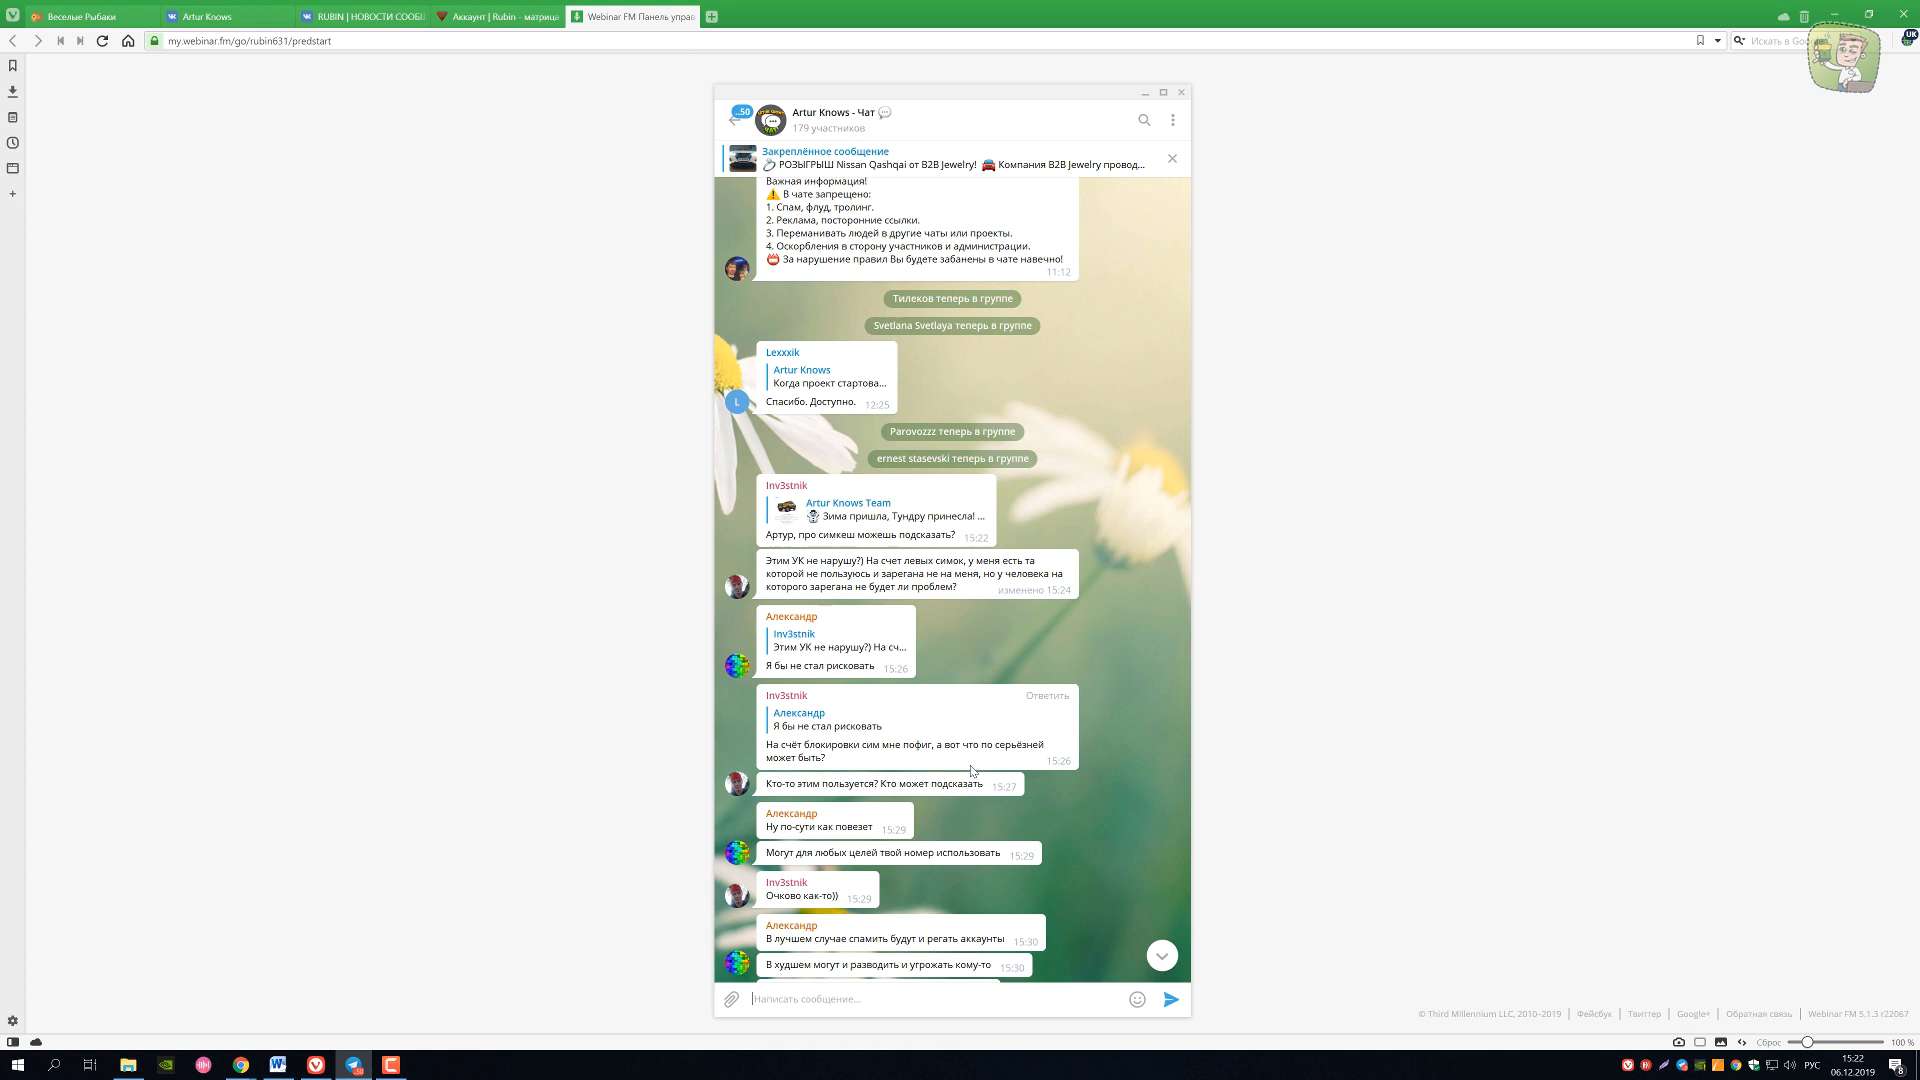 Веселые Рыбаки
Artur Knows
RUBIN | НОВОСТИ СООБЩ
Аккаунт | Rubin - матрица
Webinar FM Панель управ
my.webinar.fm/go/rubin631/predstart
Искать в Goo
UK
..50
Artur Knows - Чат
179 участников
Закреплённое сообщение
РОЗЫГРЫШ Nissan Qashqai от B2B Jewelry! Компания B2B Jewelry провод...
Важная информация!
В чате запрещено:
1. Спам, флуд, тролинг.
2. Реклама, посторонние ссылки.
3. Переманивать людей в другие чаты или проекты.
4. Оскорбления в сторону участников и администрации.
За нарушение правил Вы будете забанены в чате навечно!
11:12
Тилеков теперь в группе
Svetlana Svetlaya теперь в группе
Lexxxik
Artur Knows
Когда проект стартова...
L
Спасибо. Доступно. 12:25
Parovozzz теперь в группе
ernest stasevski теперь в группе
Inv3stnik
Artur Knows Team
Зима пришла, Тундру принесла! ...
Артур, про симкеш можешь подсказать? 15:22
Этим УК не нарушу?) На счет левых симок, у меня есть та
которой не пользуюсь и зарегана не на меня, но у человека на
которого зарегана не будет ли проблем? изменено 15:24
Александр
Inv3stnik
Этим УК не нарушу?) На сч...
Я бы не стал рисковать 15:26
Inv3stnik Ответить
Александр
Я бы не стал рисковать
На счёт блокировки сим мне пофиг, а вот что по серьёзней
может быть? 15:26
Кто-то этим пользуется? Кто может подсказать 15:27
Александр
Ну по-сути как повезет 15:29
Могут для любых целей твой номер использовать 15:29
Inv3stnik
Очково как-то)) 15:29
Александр
В лучшем случае спамить будут и регать аккаунты 15:30
В худшем могут и разводить и угрожать кому-то 15:30
Написать сообщение...
© Third Millennium LLC, 2010–2019 | Фейсбук | Твиттер | Google+ | Обратная связь | Webinar FM 5.1.3 r22067
Сброс 100 %
РУС
15:22
06.12.2019
8